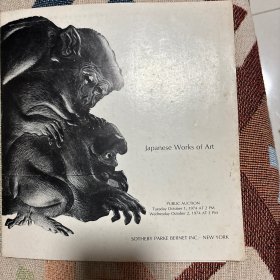 Japanese Works of Art
PUBLIC AUCTION
Tuesday October 1, 1974 AT 2 PM
Wednesday October 2, 1974 AT 2 PM
SOTHEBY PARKE BERNET INC. · NEW YORK